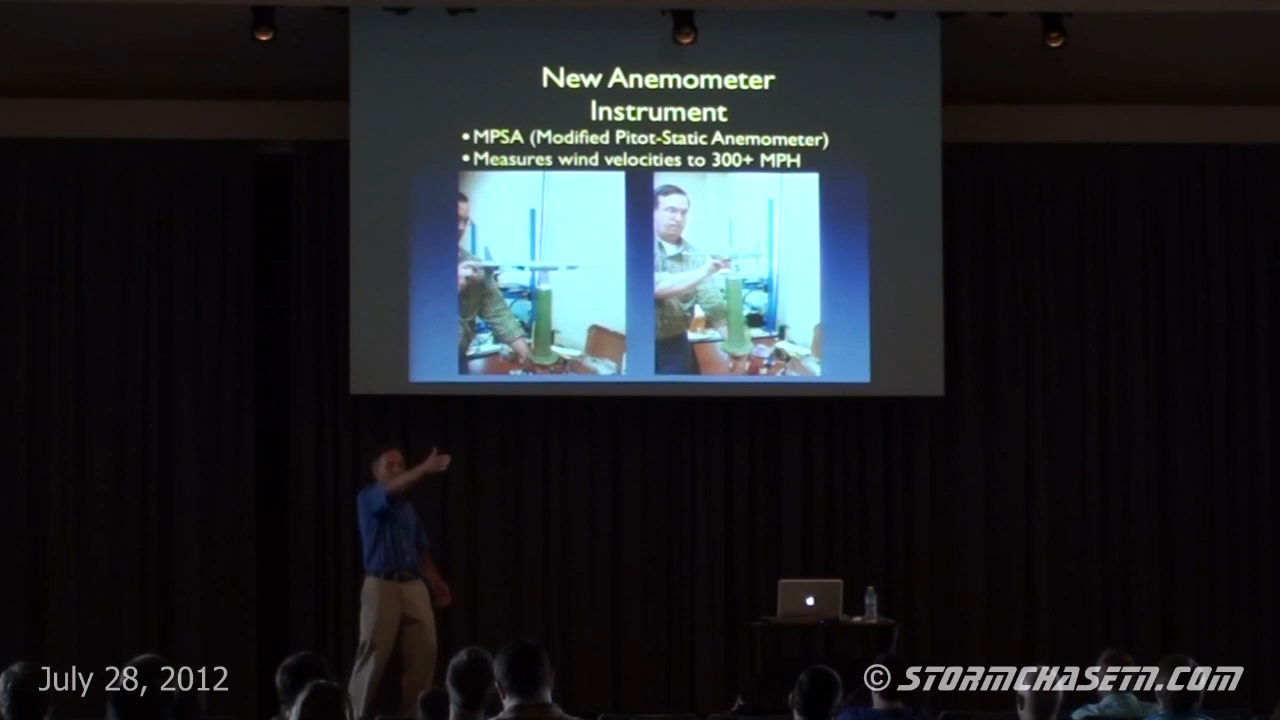 New Anemometer
Instrument
• MPSA (Modified Pitot-Static Anemometer)
• Measures wind velocities to 300+ MPH
July 28, 2012
© STORMCHASETN.COM